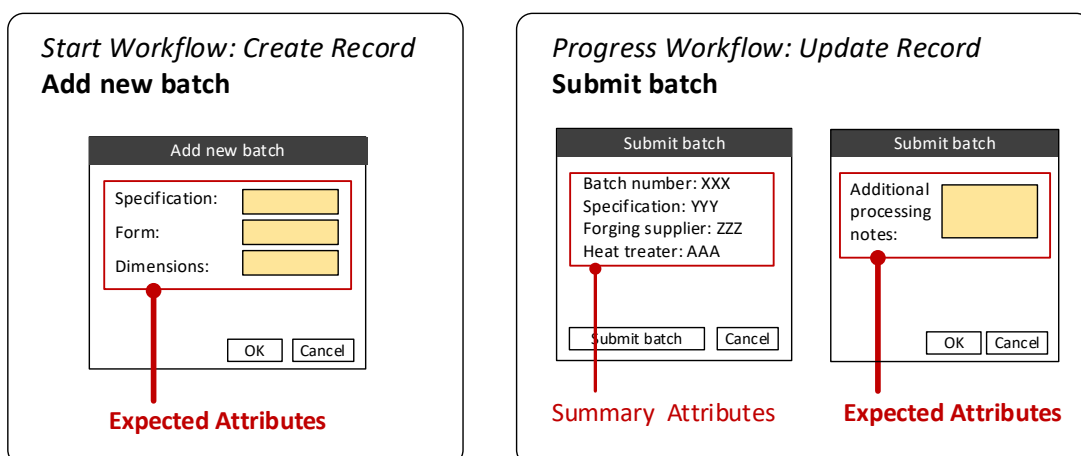 Start Workflow: Create Record
Add new batch
Add new batch
Specification:
Form:
Dimensions:
OK
Cancel
Expected Attributes
Progress Workflow: Update Record
Submit batch
Submit batch
Batch number: XXX
Specification: YYY
Forging supplier: ZZZ
Heat treater: AAA
Submit batch
Cancel
Summary Attributes
Submit batch
Additional
processing
notes:
OK
Cancel
Expected Attributes